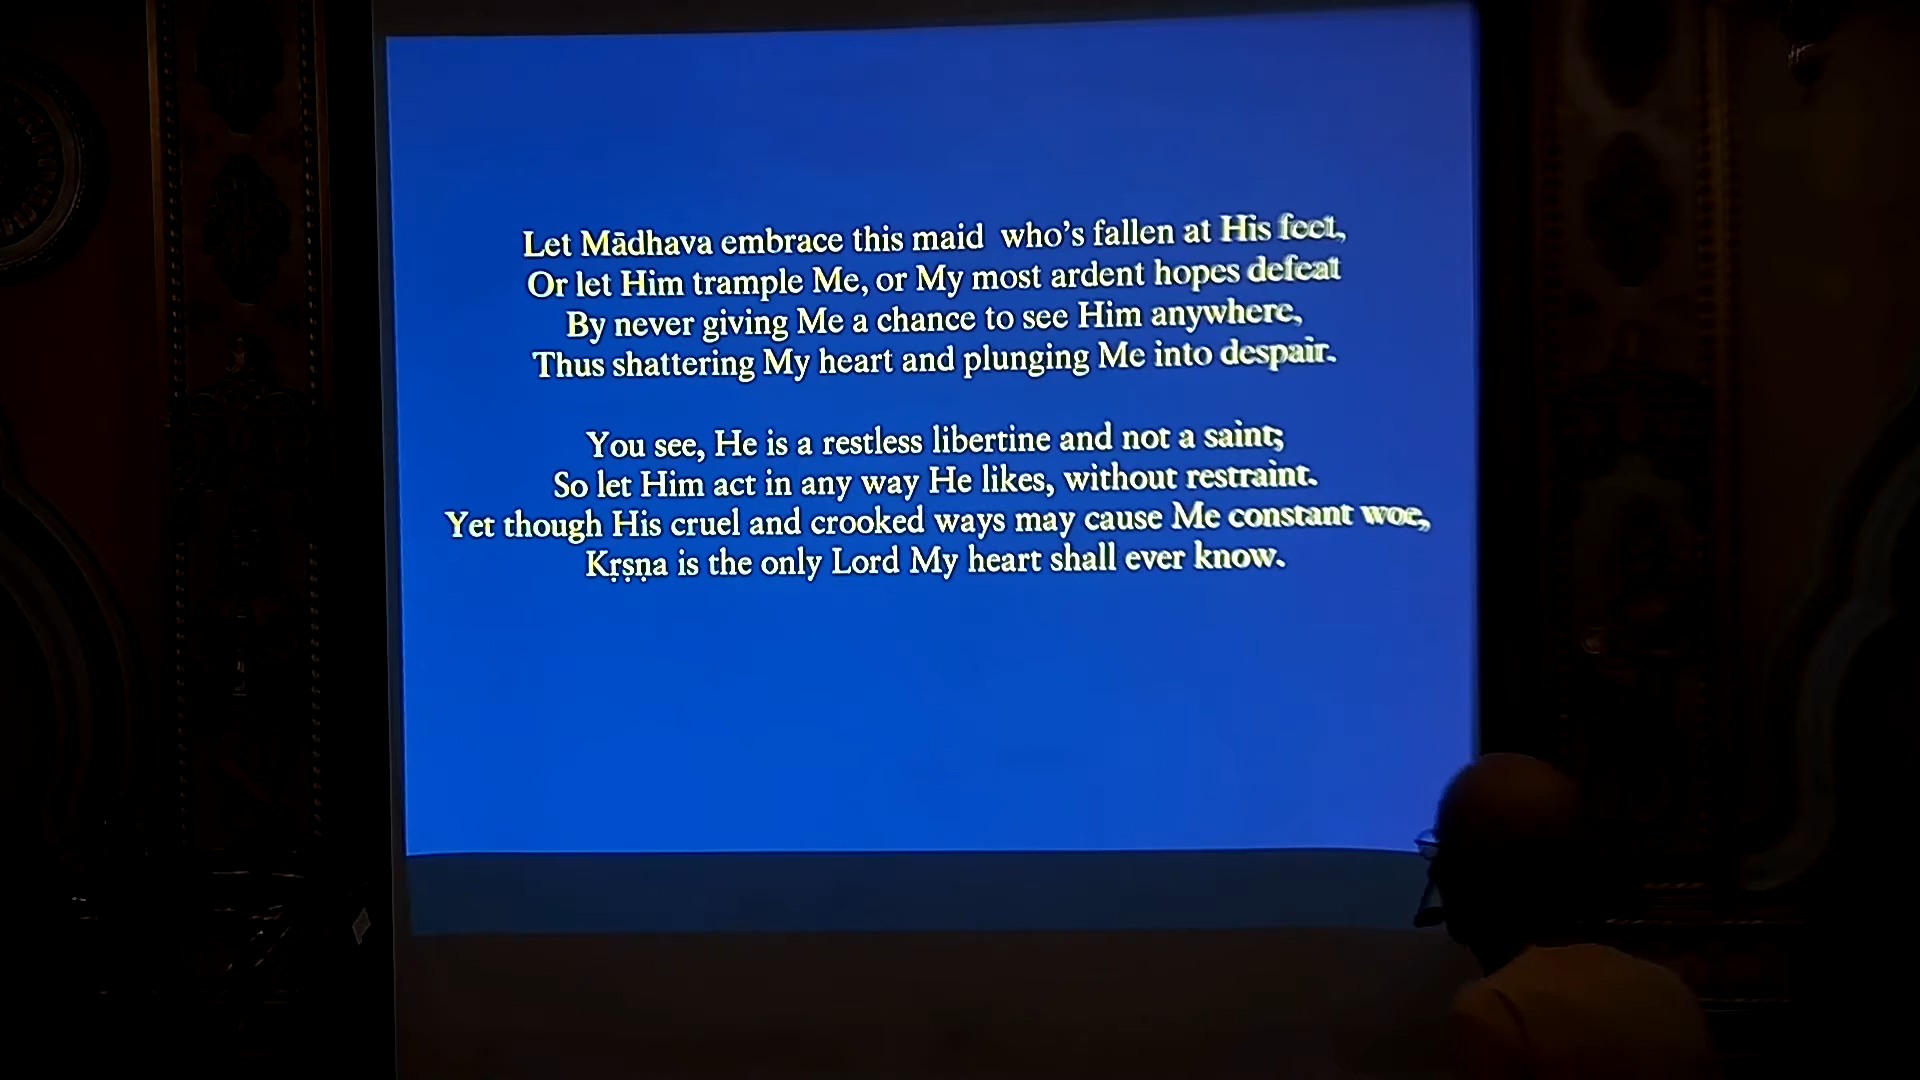 Let Mādhava embrace this maid who's fallen at His feet,
Or let Him trample Me, or My most ardent hopes defeat
By never giving Me a chance to see Him anywhere,
Thus shattering My heart and plunging Me into despair.
You see, He is a restless libertine and not a saint;
So let Him act in any way He likes, without restraint.
Yet though His cruel and crooked ways may cause Me constant woe,
Kṛṣṇa is the only Lord My heart shall ever know.